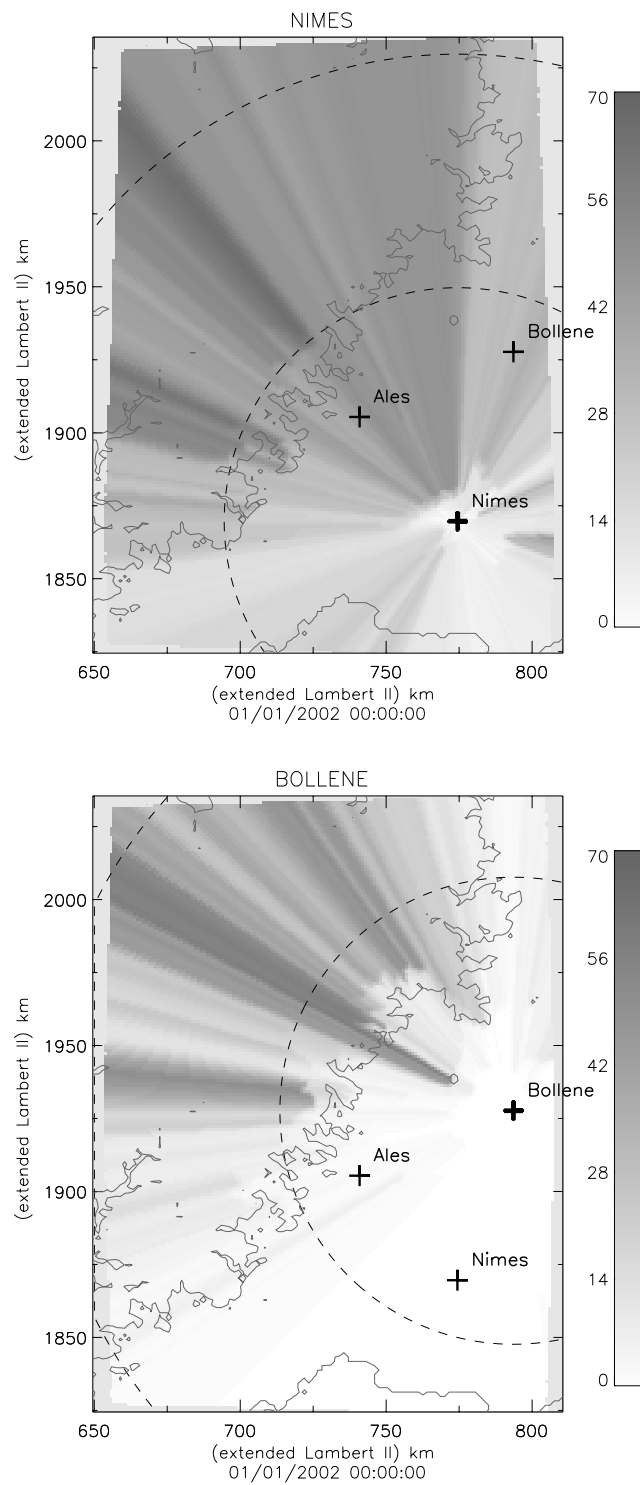 NIMES
70
2000
56
1950
42
Bollene
(extended Lambert II) km
Ales
28
1900
Nimes
14
1850
0
650 700 750 800
(extended Lambert II) km
01/01/2002 00:00:00
BOLLENE
70
2000
56
1950
42
Bollene
(extended Lambert II) km
Ales
28
1900
Nimes
14
1850
0
650 700 750 800
(extended Lambert II) km
01/01/2002 00:00:00